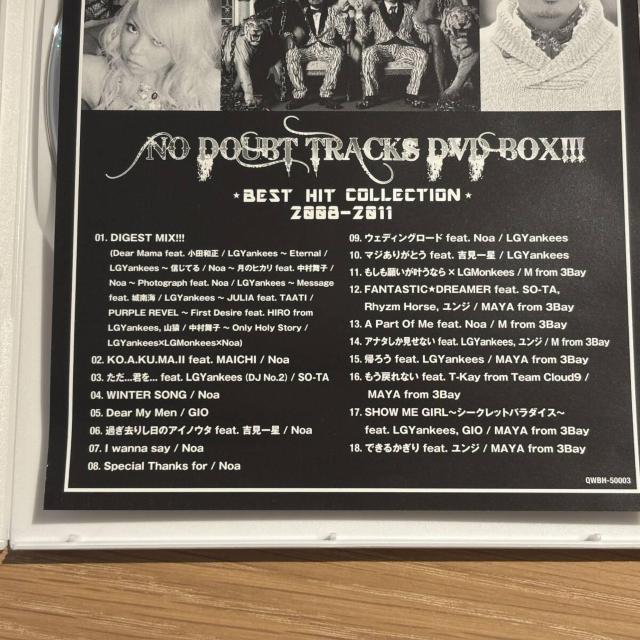 NO DOUBT TRACKS DVD BOX!!!
★BEST HIT COLLECTION★
2008-2011
01. DIGEST MIX!!!
(Dear Mama feat. 小田和正 / LGYankees ～ Eternal /
LGYankees ～ 信じてる / Noa ～ 月のヒカリ feat. 中村舞子 /
Noa ～ Photograph feat. Noa / LGYankees ～ Message
feat. 城南海 / LGYankees ～ JULIA feat. TAATI /
PURPLE REVEL ～ First Desire feat. HIRO from
LGYankees, 山猿 / 中村舞子 ～ Only Holy Story /
LGYankees×LGMonkees×Noa)
02. KO.A.KU.MA.II feat. MAICHI / Noa
03. ただ…君を… feat. LGYankees (DJ No.2) / SO-TA
04. WINTER SONG / Noa
05. Dear My Men / GIO
06. 過ぎ去りし日のアイノウタ feat. 吉見一星 / Noa
07. I wanna say / Noa
08. Special Thanks for / Noa
09. ウェディングロード feat. Noa / LGYankees
10. マジありがとう feat. 吉見一星 / LGYankees
11. もしも願いが叶うなら × LGMonkees / M from 3Bay
12. FANTASTIC★DREAMER feat. SO-TA,
Rhyzm Horse, ユンジ / MAYA from 3Bay
13. A Part Of Me feat. Noa / M from 3Bay
14. アナタしか見せない feat. LGYankees, ユンジ / M from 3Bay
15. 帰ろう feat. LGYankees / MAYA from 3Bay
16. もう戻れない feat. T-Kay from Team Cloud9 /
MAYA from 3Bay
17. SHOW ME GIRL～シークレットパラダイス～
feat. LGYankees, GIO / MAYA from 3Bay
18. できるかぎり feat. ユンジ / MAYA from 3Bay
QWBH-50003